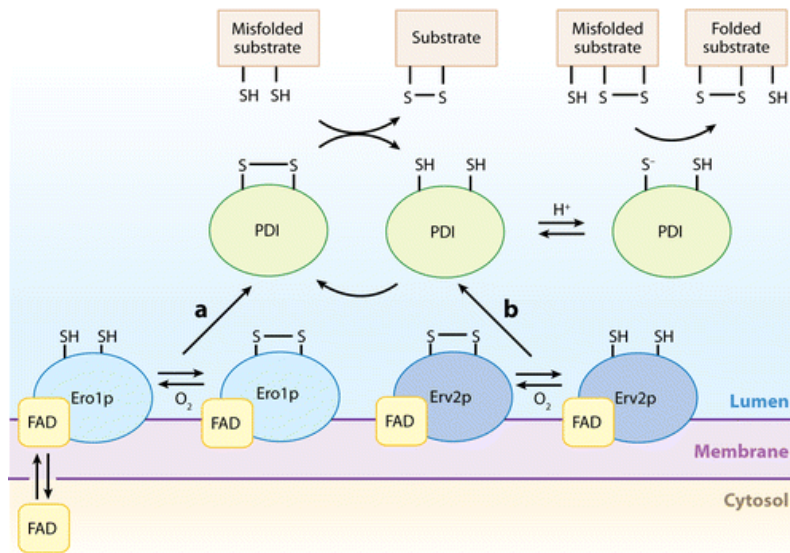 Misfolded
substrate
SH SH
Substrate
S S
Misfolded
substrate
SH S S
Folded
substrate
S S SH
S S
PDI
SH SH
PDI
H⁺
S⁻ SH
PDI
a
b
SH SH
Ero1p
FAD
O₂
S S
Ero1p
FAD
S S
Erv2p
FAD
O₂
SH SH
Erv2p
FAD
Lumen
Membrane
Cytosol
FAD